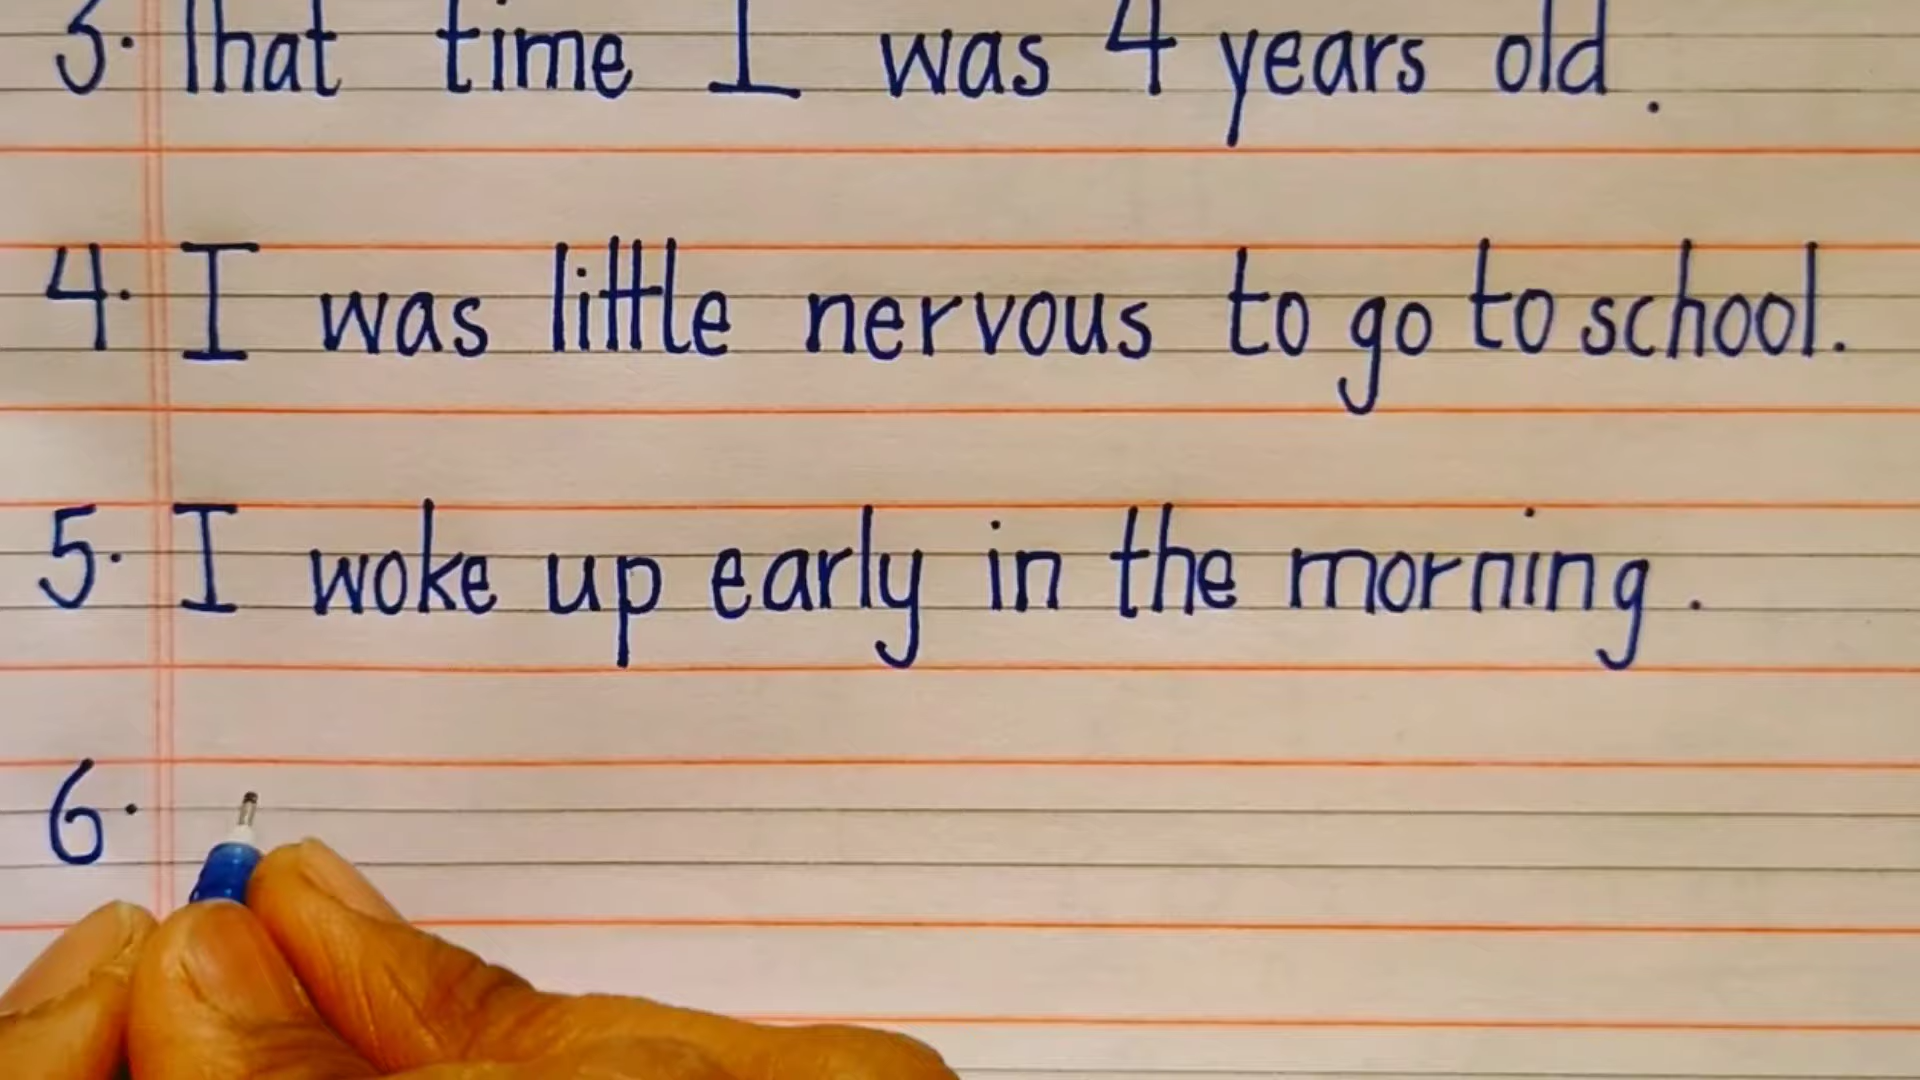 3. That time I was 4 years old.
4. I was little nervous to go to school.
5. I woke up early in the morning.
6.